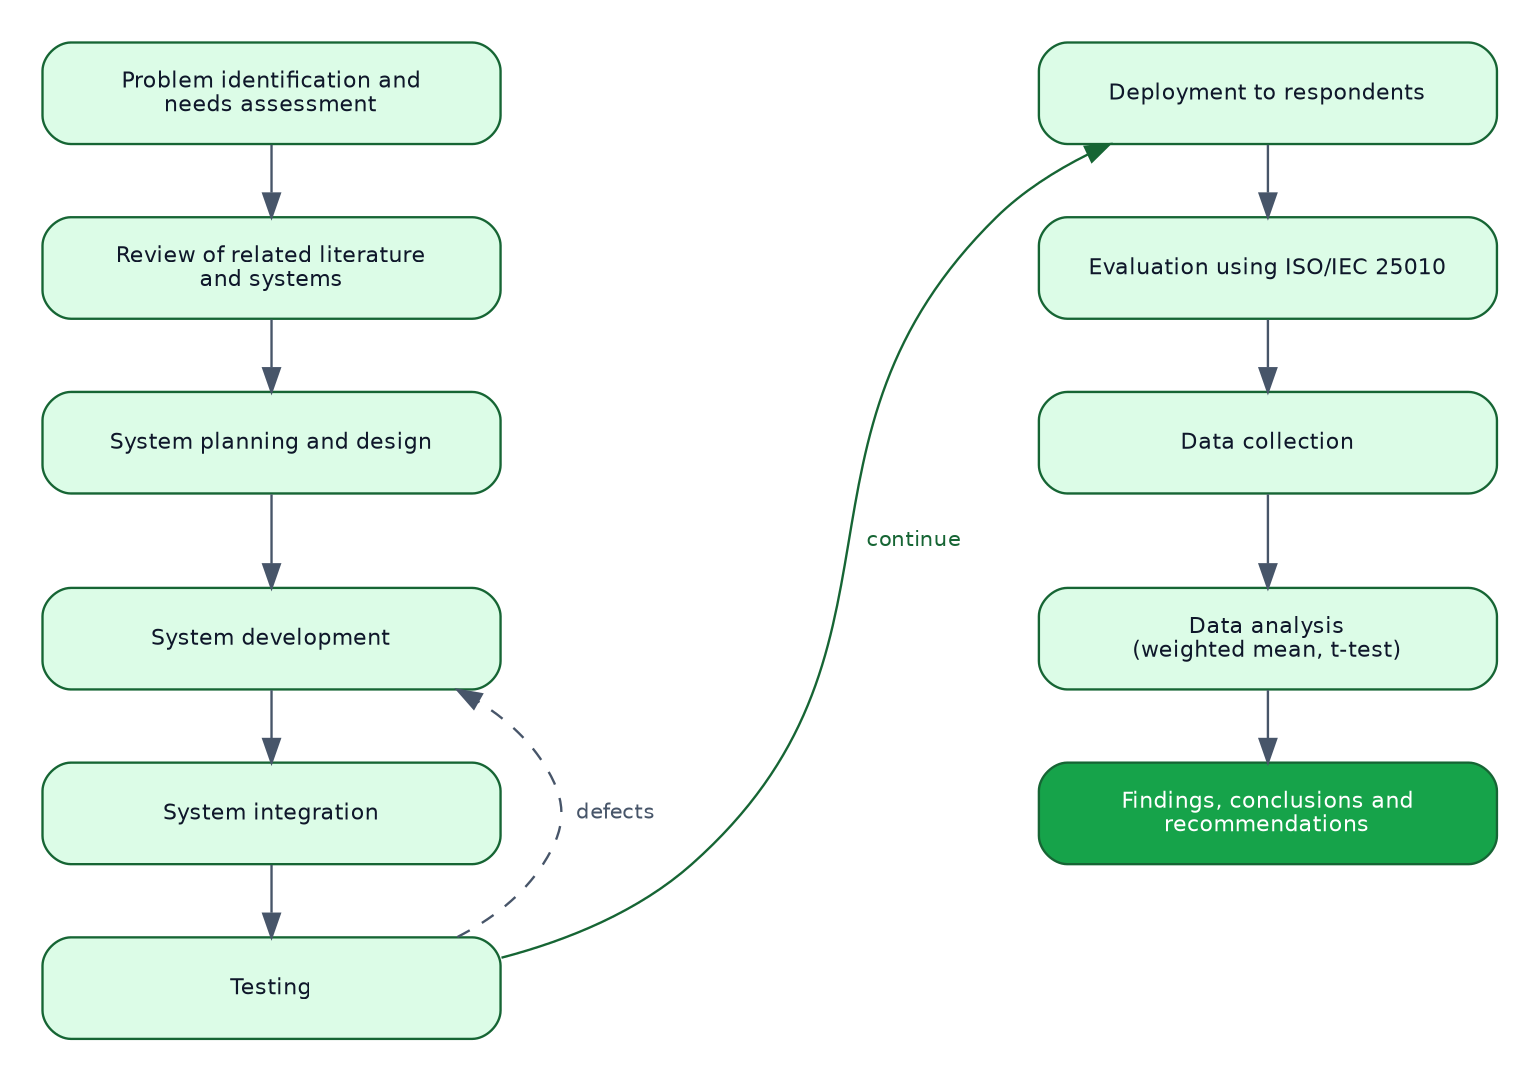 Problem identification and
needs assessment
Review of related literature
and systems
System planning and design
System development
System integration
defects
Testing
continue
Deployment to respondents
Evaluation using ISO/IEC 25010
Data collection
Data analysis
(weighted mean, t-test)
Findings, conclusions and
recommendations